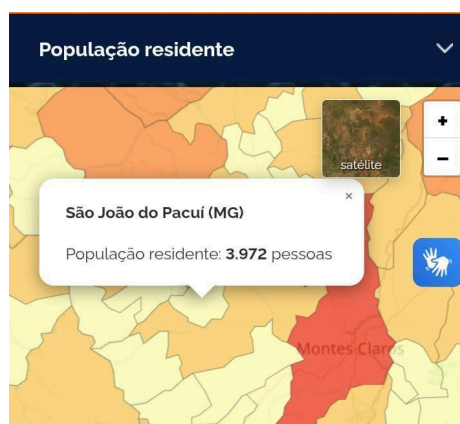 População residente
satélite
+
−
×
São João do Pacuí (MG)
População residente: 3.972 pessoas
Montes Claros